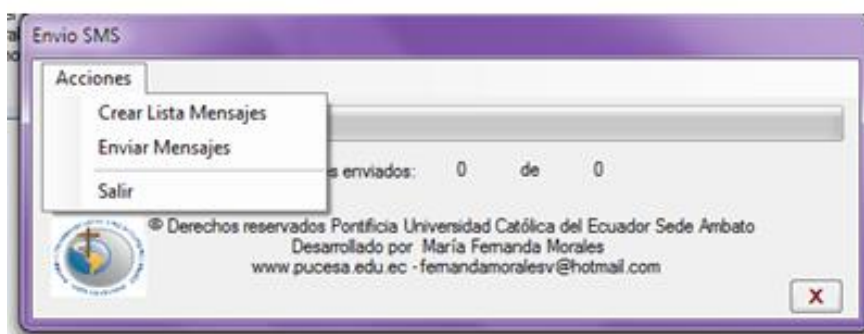 Envio SMS
Acciones
Crear Lista Mensajes
Enviar Mensajes
Salir
s enviados: 0 de 0
® Derechos reservados Pontificia Universidad Católica del Ecuador Sede Ambato
Desarrollado por María Fernanda Morales
www.pucesa.edu.ec - fernandamoralesv@hotmail.com
X